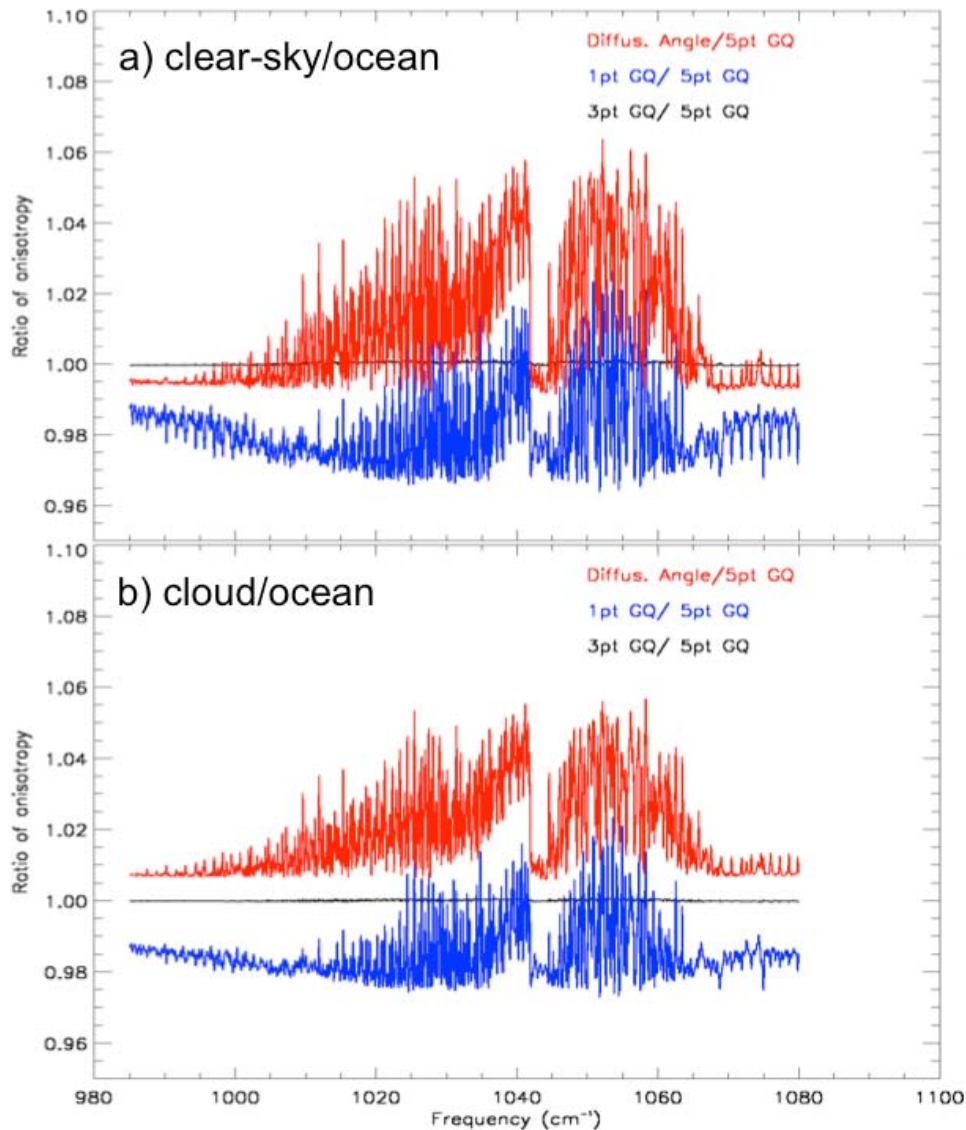 1.10
a) clear-sky/ocean
Diffus. Angle/5pt GQ
1.08
1pt GQ/ 5pt GQ
3pt GQ/ 5pt GQ
1.06
1.04
Ratio of anisotropy
1.02
1.00
0.98
0.96
1.10
b) cloud/ocean
Diffus. Angle/5pt GQ
1.08
1pt GQ/ 5pt GQ
3pt GQ/ 5pt GQ
1.06
1.04
Ratio of anisotropy
1.02
1.00
0.98
0.96
980 1000 1020 1040 1060 1080 1100
Frequency (cm⁻¹)